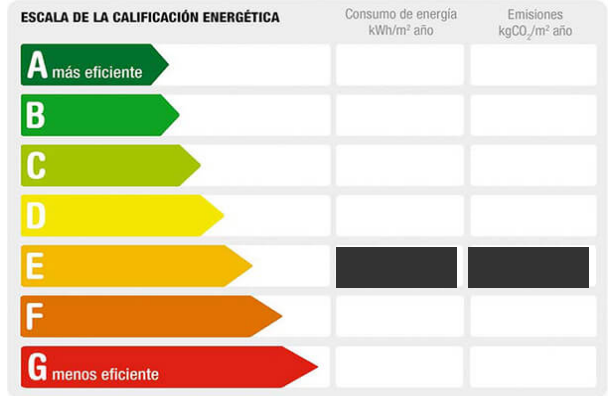 ESCALA DE LA CALIFICACIÓN ENERGÉTICA
Consumo de energía
kWh/m² año
Emisiones
kgCO₂/m² año
A más eficiente
B
C
D
E
F
G menos eficiente